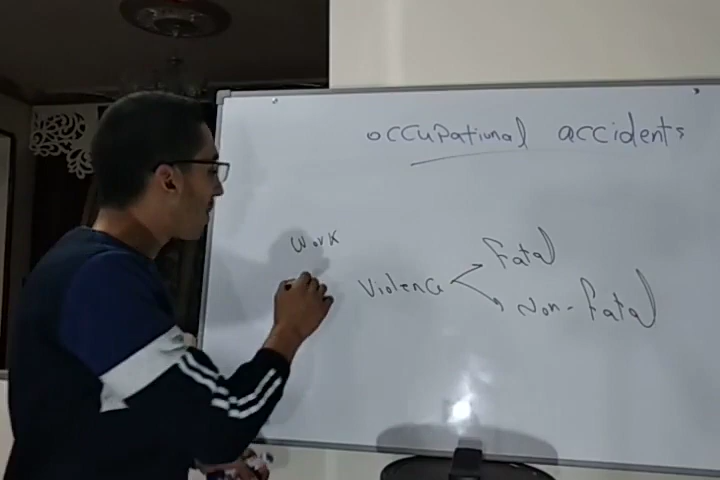 occupational accidents
work
Violence
Fatal
Non-fatal